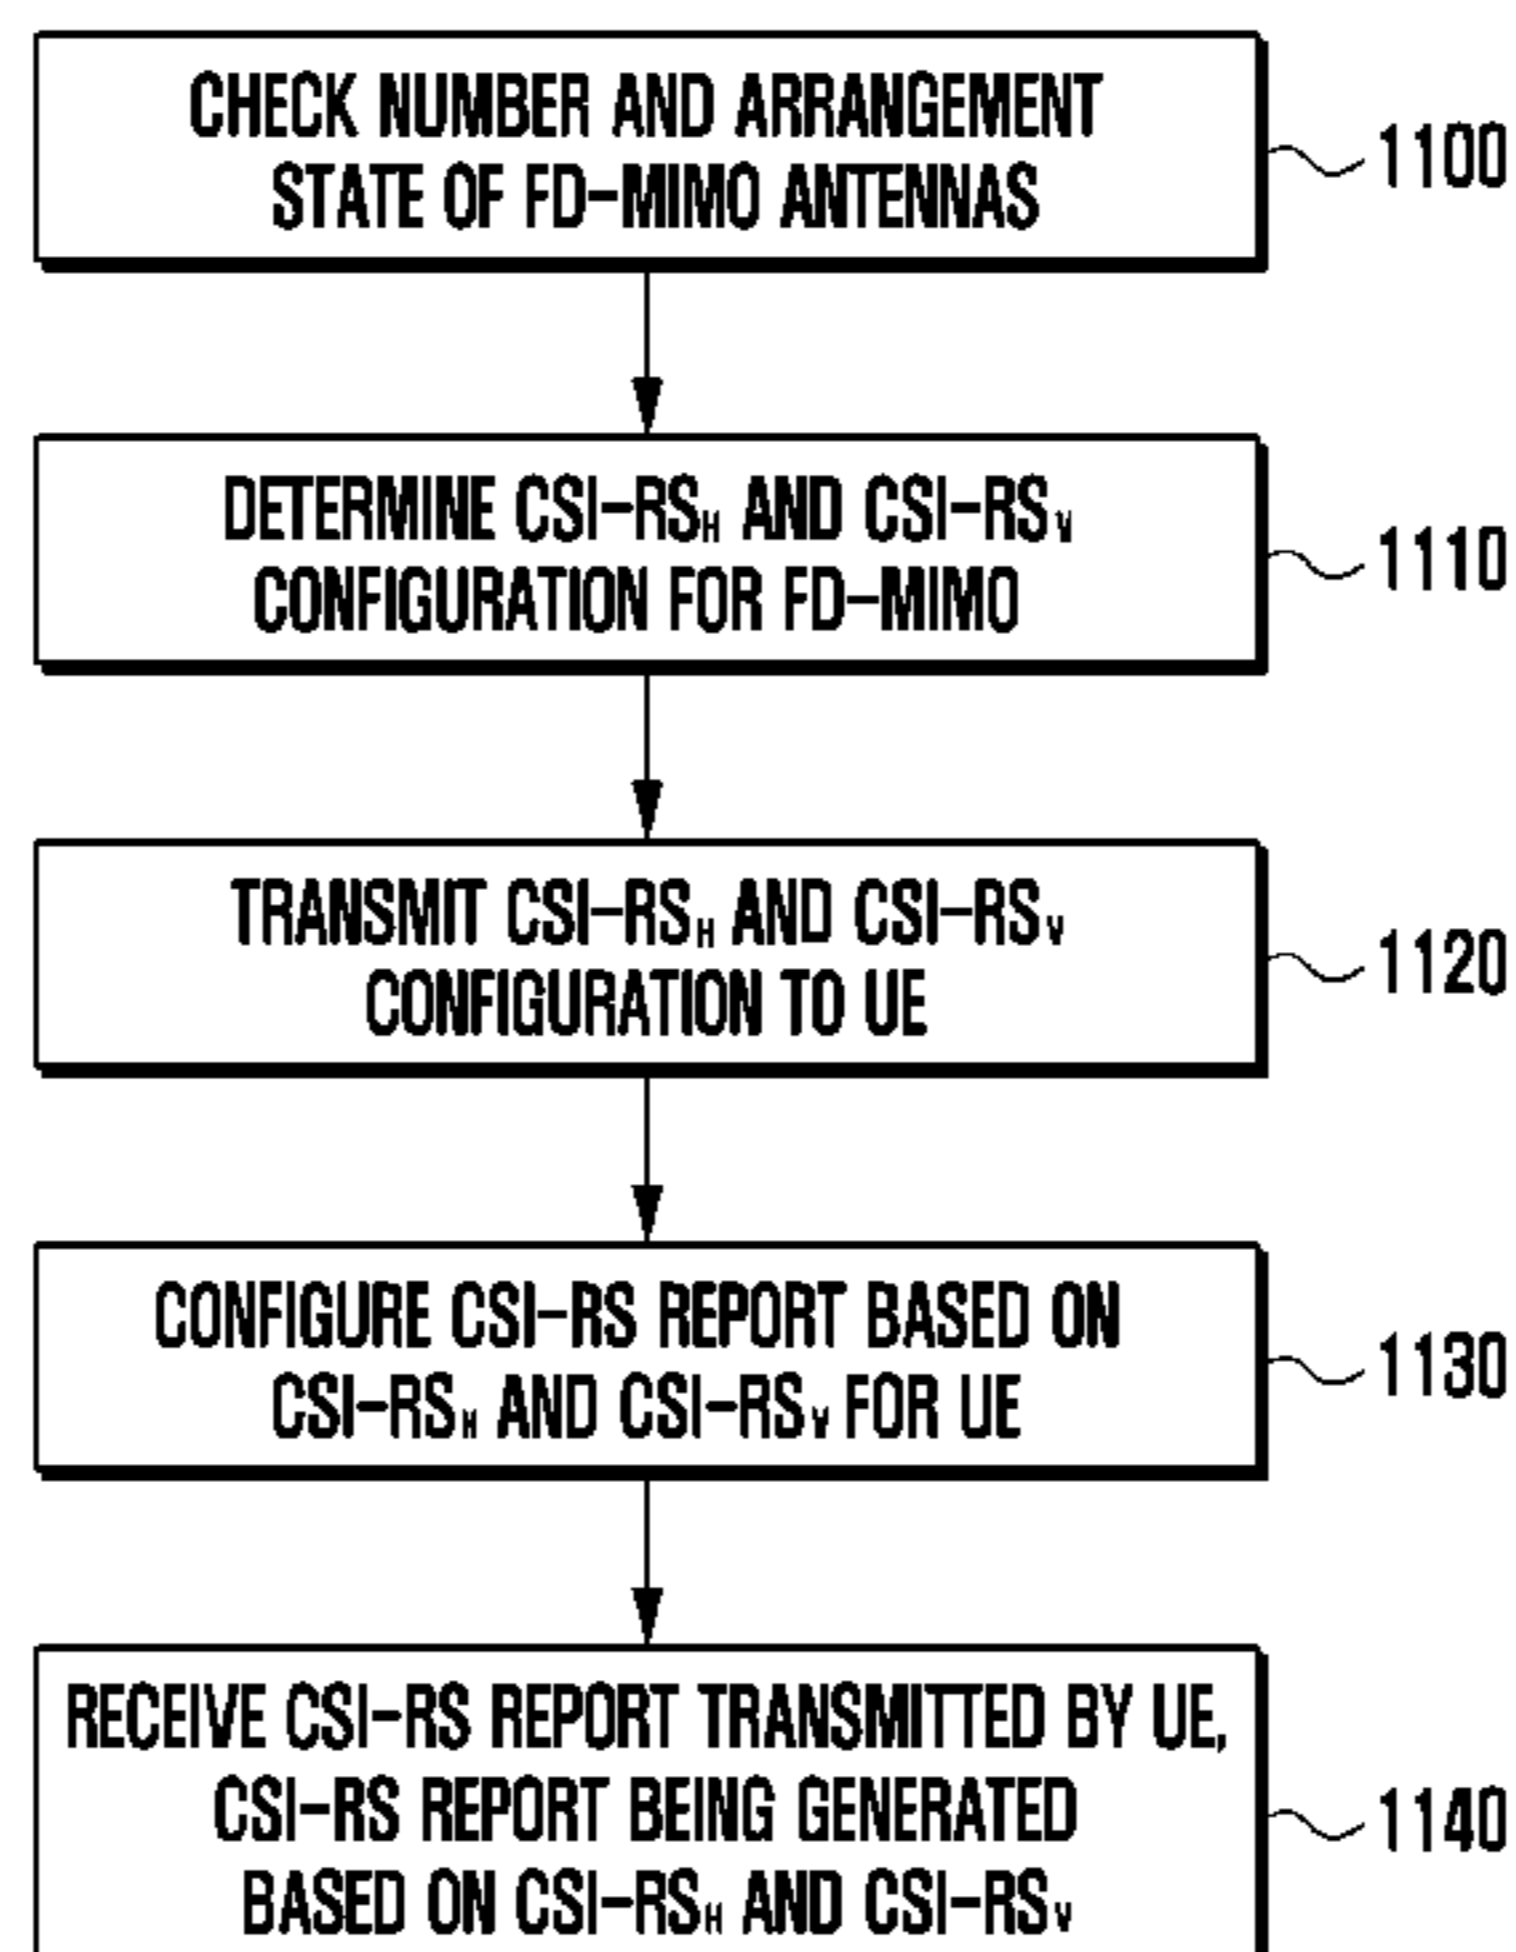 CHECK NUMBER AND ARRANGEMENT
STATE OF FD-MIMO ANTENNAS
1100
DETERMINE CSI-RSH AND CSI-RSV
CONFIGURATION FOR FD-MIMO
1110
TRANSMIT CSI-RSH AND CSI-RSV
CONFIGURATION TO UE
1120
CONFIGURE CSI-RS REPORT BASED ON
CSI-RSH AND CSI-RSV FOR UE
1130
RECEIVE CSI-RS REPORT TRANSMITTED BY UE,
CSI-RS REPORT BEING GENERATED
BASED ON CSI-RSH AND CSI-RSV
1140